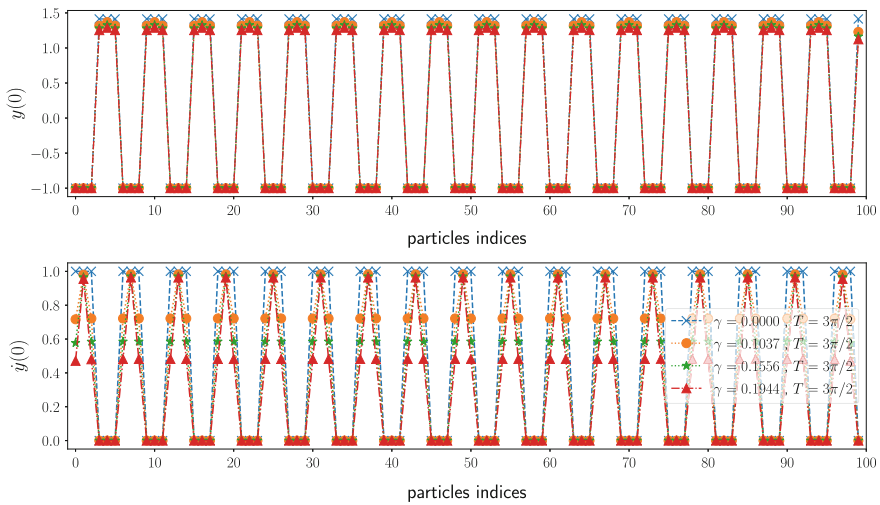 1.5
1.0
0.5
0.0
−0.5
−1.0
y(0)
0 10 20 30 40 50 60 70 80 90 100
particles indices
1.0
0.8
0.6
0.4
0.2
0.0
ẏ(0)
γ = 0.0000 , T = 3π/2
γ = 0.1037 , T = 3π/2
γ = 0.1556 , T = 3π/2
γ = 0.1944 , T = 3π/2
0 10 20 30 40 50 60 70 80 90 100
particles indices